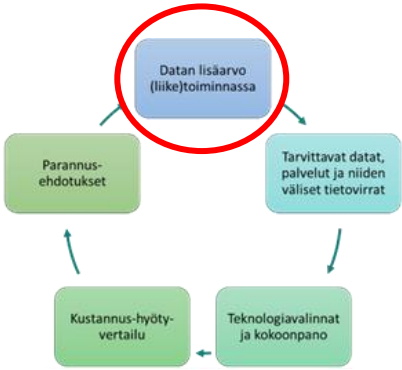 Datan lisäarvo
(liike)toiminnassa
Tarvittavat datat,
palvelut ja niiden
väliset tietovirrat
Teknologiavalinnat
ja kokoonpano
Kustannus-hyöty-
vertailu
Parannus-
ehdotukset